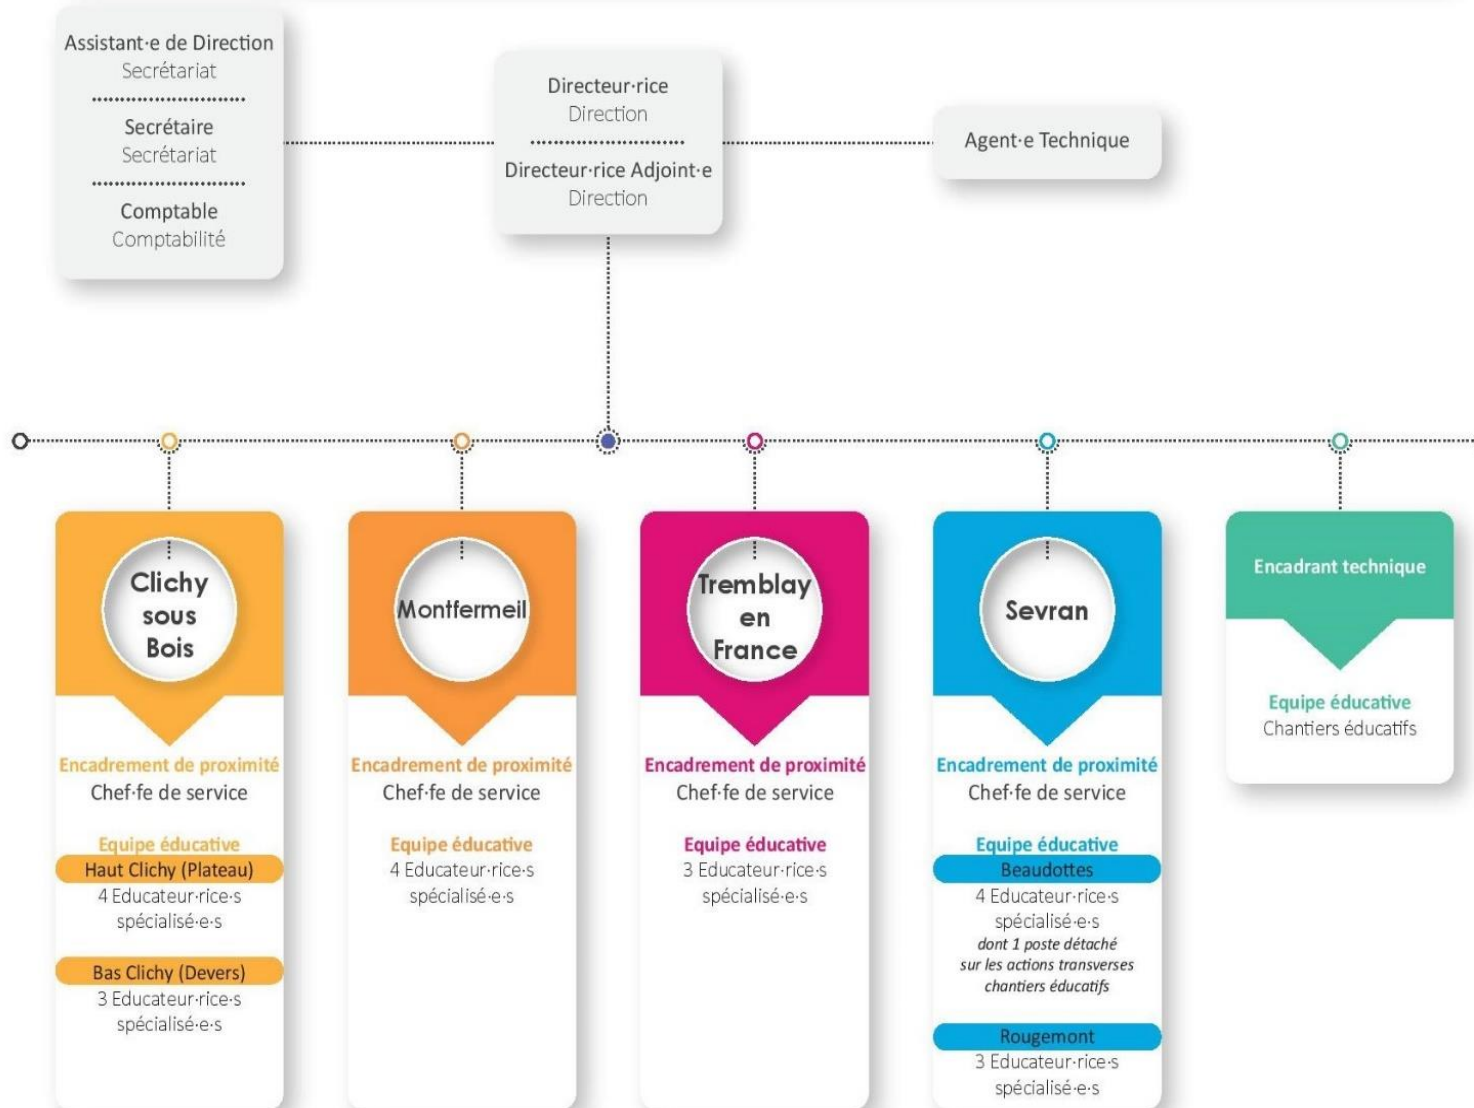 Assistant·e de Direction
Secrétariat
Secrétaire
Secrétariat
Comptable
Comptabilité
Directeur·rice
Direction
Directeur·rice Adjoint·e
Direction
Agent·e Technique
Clichy
sous
Bois
Encadrement de proximité
Chef·fe de service
Equipe éducative
Haut Clichy (Plateau)
4 Educateur·rice·s
spécialisé·e·s
Bas Clichy (Devers)
3 Educateur·rice·s
spécialisé·e·s
Montfermeil
Encadrement de proximité
Chef·fe de service
Equipe éducative
4 Educateur·rice·s
spécialisé·e·s
Tremblay
en
France
Encadrement de proximité
Chef·fe de service
Equipe éducative
3 Educateur·rice·s
spécialisé·e·s
Sevran
Encadrement de proximité
Chef·fe de service
Equipe éducative
Beaudottes
4 Educateur·rice·s
spécialisé·e·s
dont 1 poste détaché
sur les actions transverses
chantiers éducatifs
Rougemont
3 Educateur·rice·s
spécialisé·e·s
Encadrant technique
Equipe éducative
Chantiers éducatifs